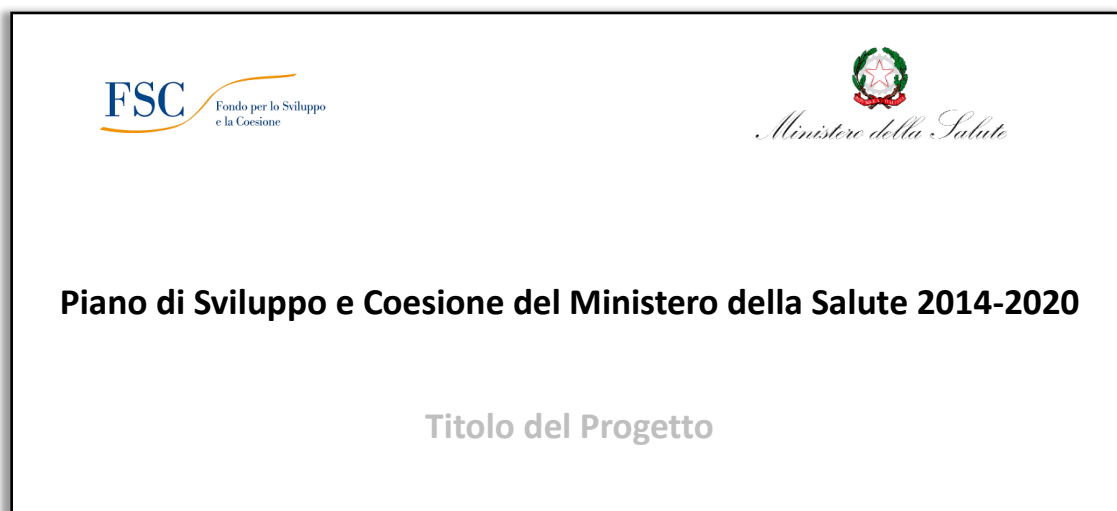 FSC
Fondo per lo Sviluppo
e la Coesione
Ministero della Salute
Piano di Sviluppo e Coesione del Ministero della Salute 2014-2020
Titolo del Progetto